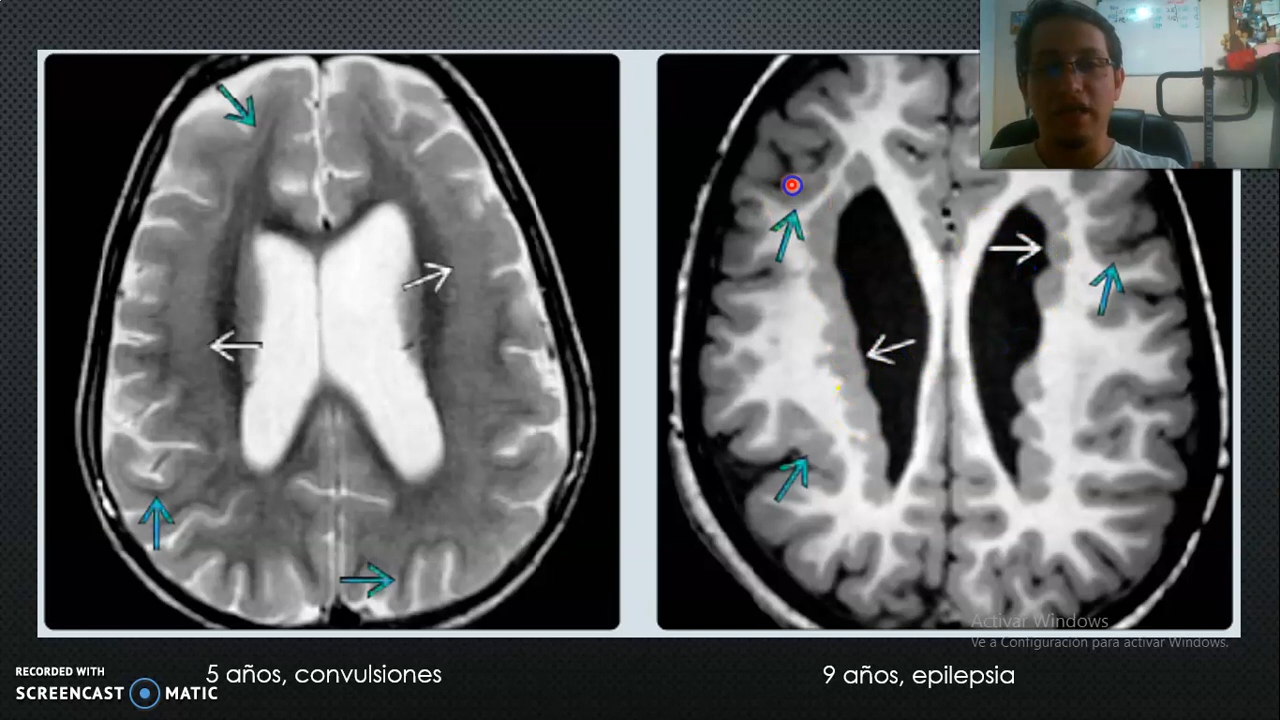 Activar Windows
Ve a Configuración para activar Windows.
RECORDED WITH
SCREENCAST MATIC
5 años, convulsiones
9 años, epilepsia